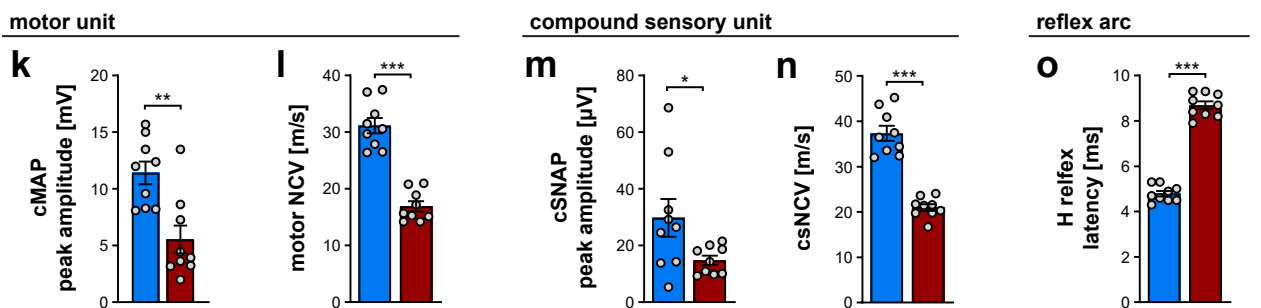 motor unit
compound sensory unit
reflex arc
k
cMAP
peak amplitude [mV]
20
15
10
5
0
**
l
motor NCV [m/s]
40
30
20
10
0
***
m
cSNAP
peak amplitude [µV]
80
60
40
20
0
*
n
csNCV [m/s]
50
40
30
20
10
0
***
o
H relfex
latency [ms]
10
8
6
4
2
0
***